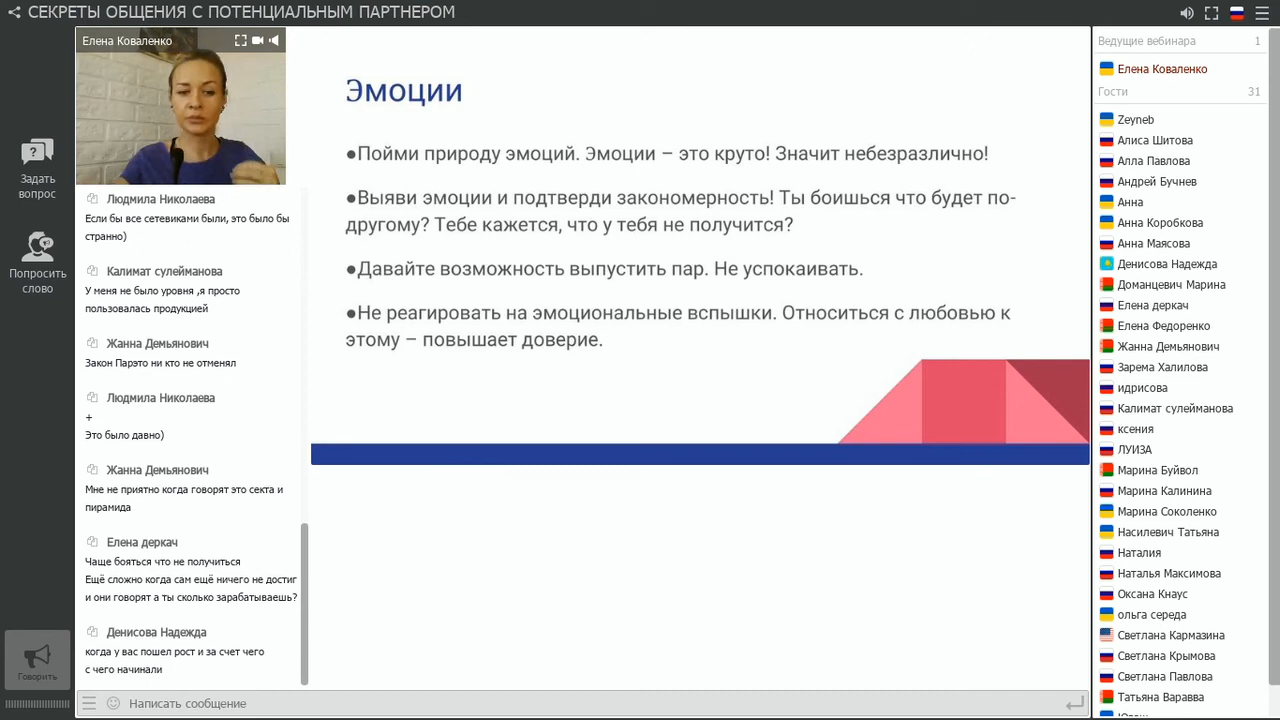 СЕКРЕТЫ ОБЩЕНИЯ С ПОТЕНЦИАЛЬНЫМ ПАРТНЕРОМ
Елена Коваленко
Задать
вопрос
Попросить
слово
Говорить
Людмила Николаева
Если бы все сетевиками были, это было бы
странно)
Калимат сулейманова
У меня не было уровня ,я просто
пользовалась продукцией
Жанна Демьянович
Закон Парэто ни кто не отменял
Людмила Николаева
+
Это было давно)
Жанна Демьянович
Мне не приятно когда говорят это секта и
пирамида
Елена деркач
Чаще бояться что не получиться
Ещё сложно когда сам ещё ничего не достиг
и они говорят а ты сколько зарабатываешь?
Денисова Надежда
когда у вас пошел рост и за счет чего
с чего начинали
Написать сообщение
Эмоции
●Пойми природу эмоций. Эмоции – это круто! Значит небезразлично!
●Выяви эмоции и подтверди закономерность! Ты боишься что будет по-
другому? Тебе кажется, что у тебя не получится?
●Давайте возможность выпустить пар. Не успокаивать.
●Не реагировать на эмоциональные вспышки. Относиться с любовью к
этому – повышает доверие.
Ведущие вебинара 1
Елена Коваленко
Гости 31
Zeyneb
Алиса Шитова
Алла Павлова
Андрей Бучнев
Анна
Анна Коробкова
Анна Маясова
Денисова Надежда
Доманцевич Марина
Елена деркач
Елена Федоренко
Жанна Демьянович
Зарема Халилова
идрисова
Калимат сулейманова
ксения
ЛУИЗА
Марина Буйвол
Марина Калинина
Марина Соколенко
Насилевич Татьяна
Наталия
Наталья Максимова
Оксана Кнаус
ольга середа
Светлана Кармазина
Светлана Крымова
Светлана Павлова
Татьяна Варавва